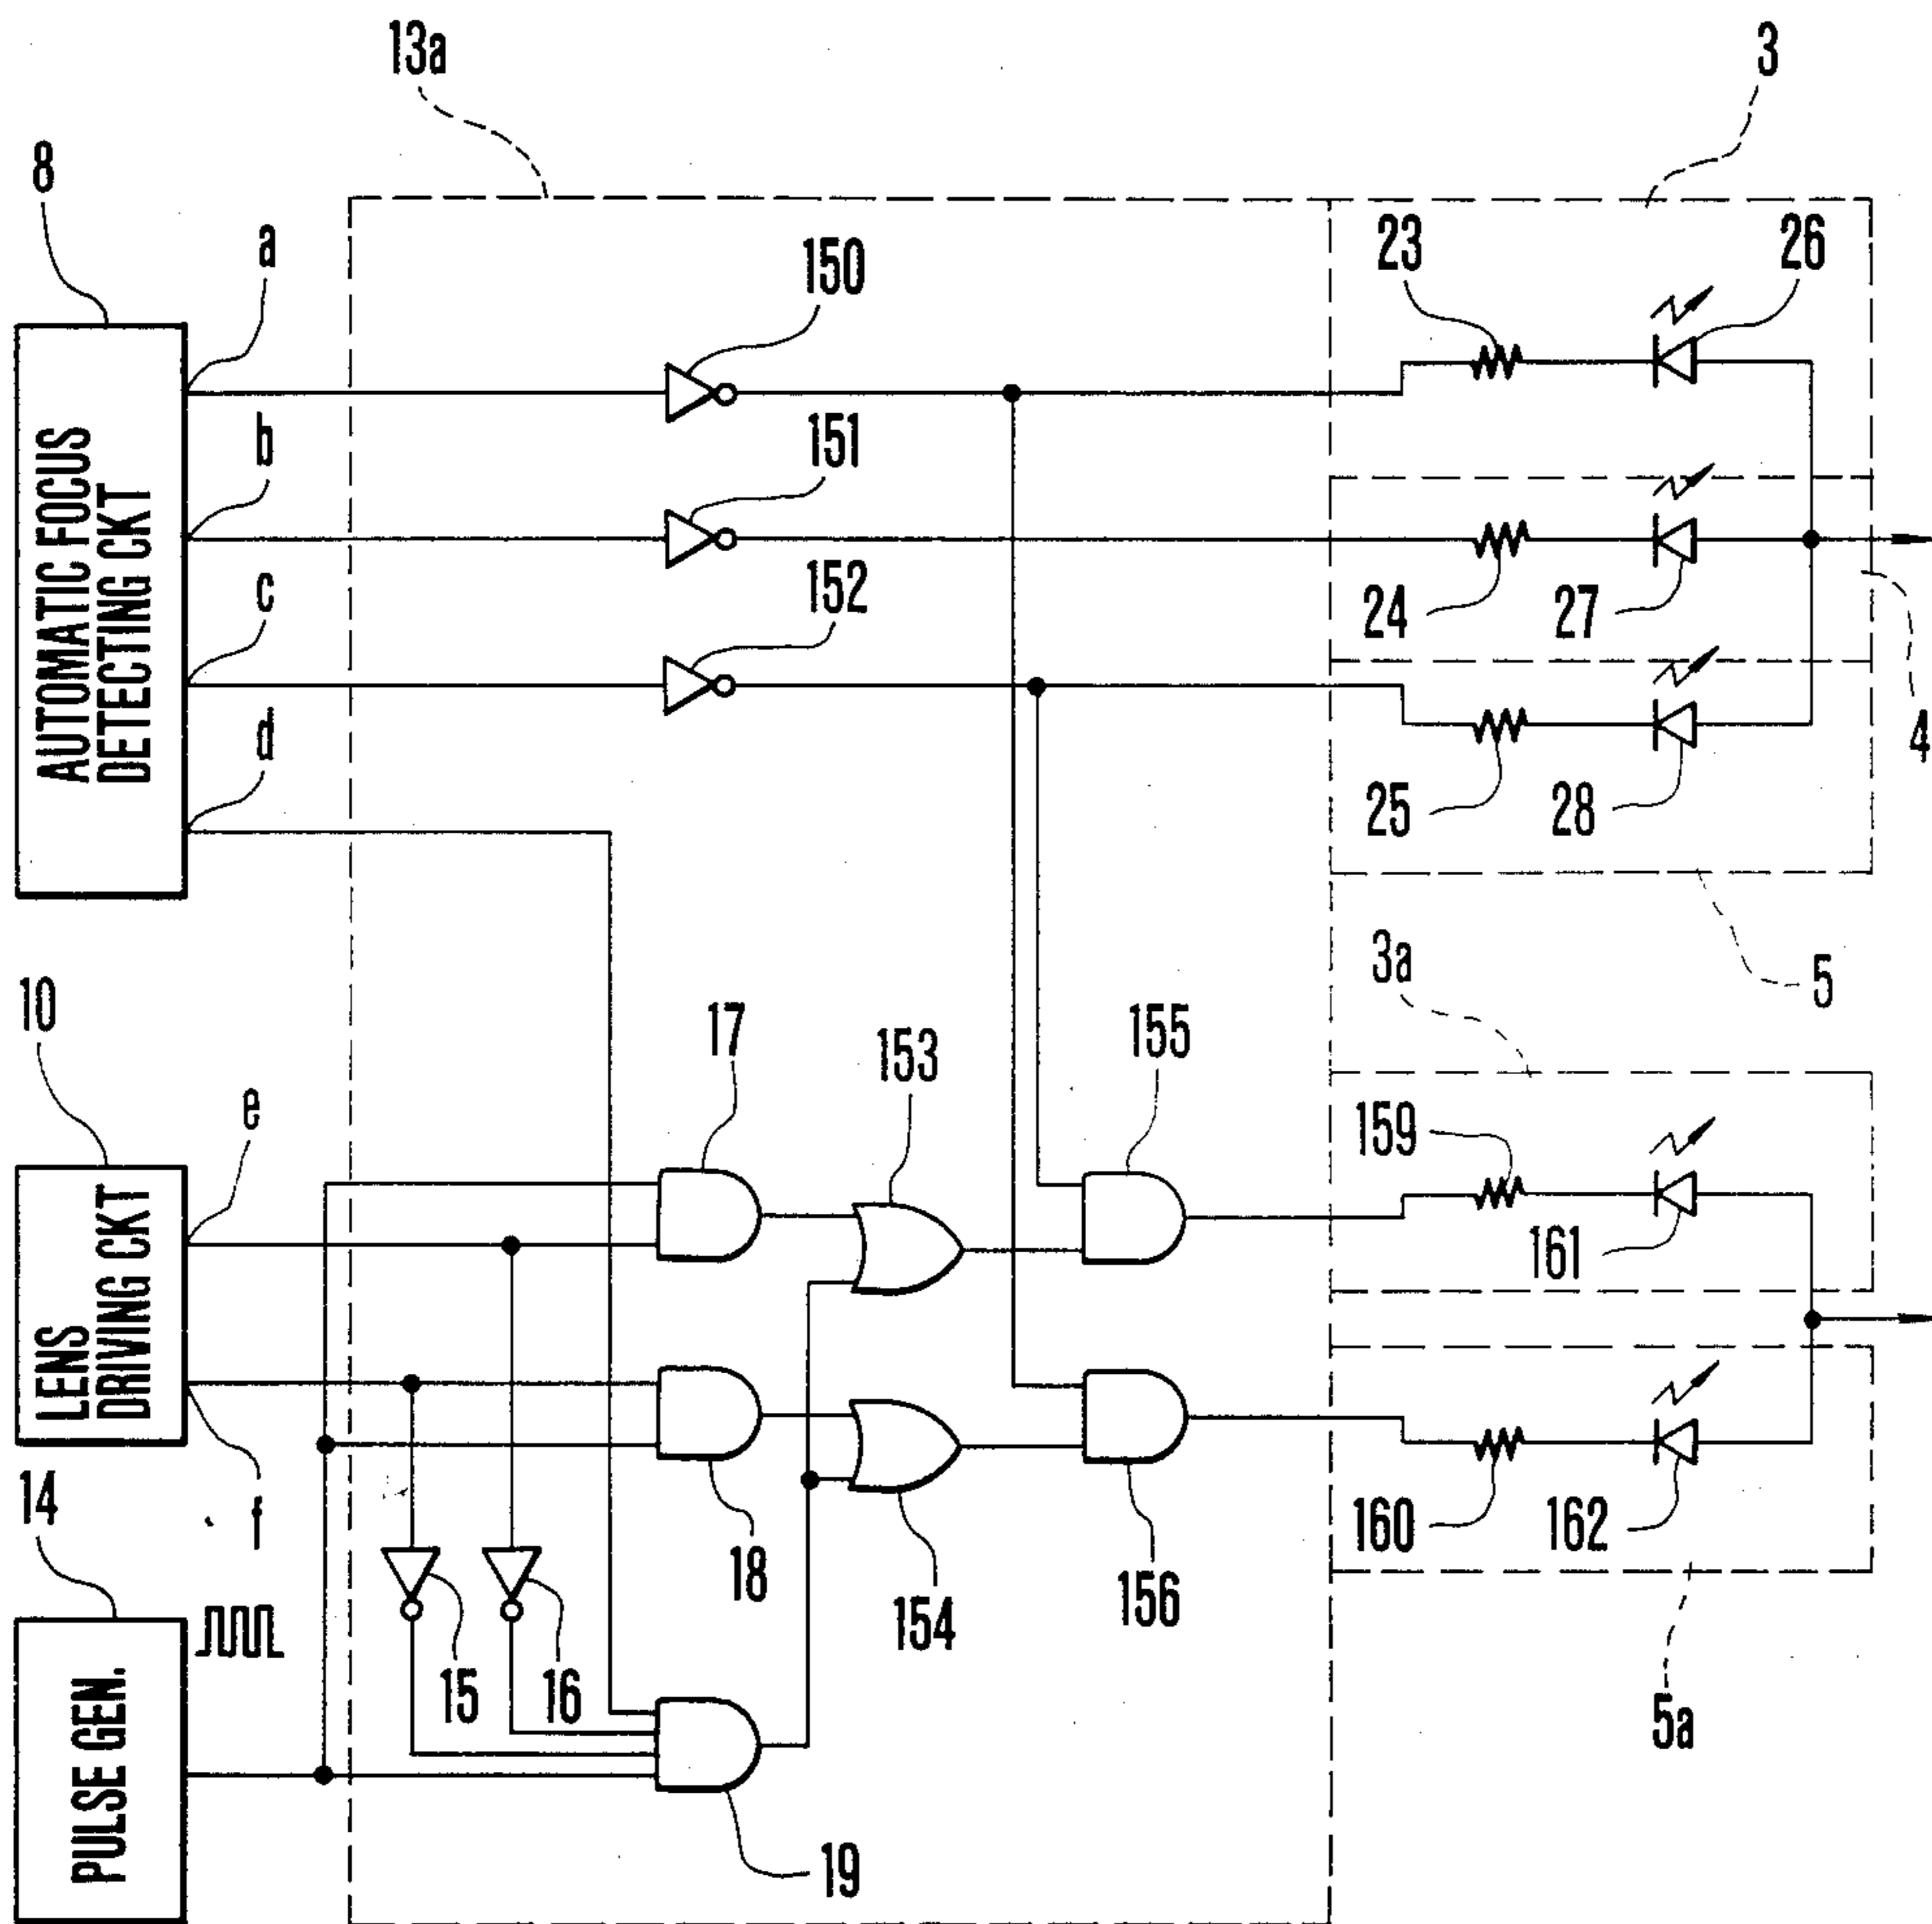 13a
3
8
a
150
23
26
AUTOMATIC FOCUS
DETECTING CKT
b
151
c
152
24
27
4
d
25
28
5
3a
10
e
17
153
155
159
161
LENS
DRIVING CKT
f
18
154
156
160
162
14
15
16
5a
PULSE GEN.
19